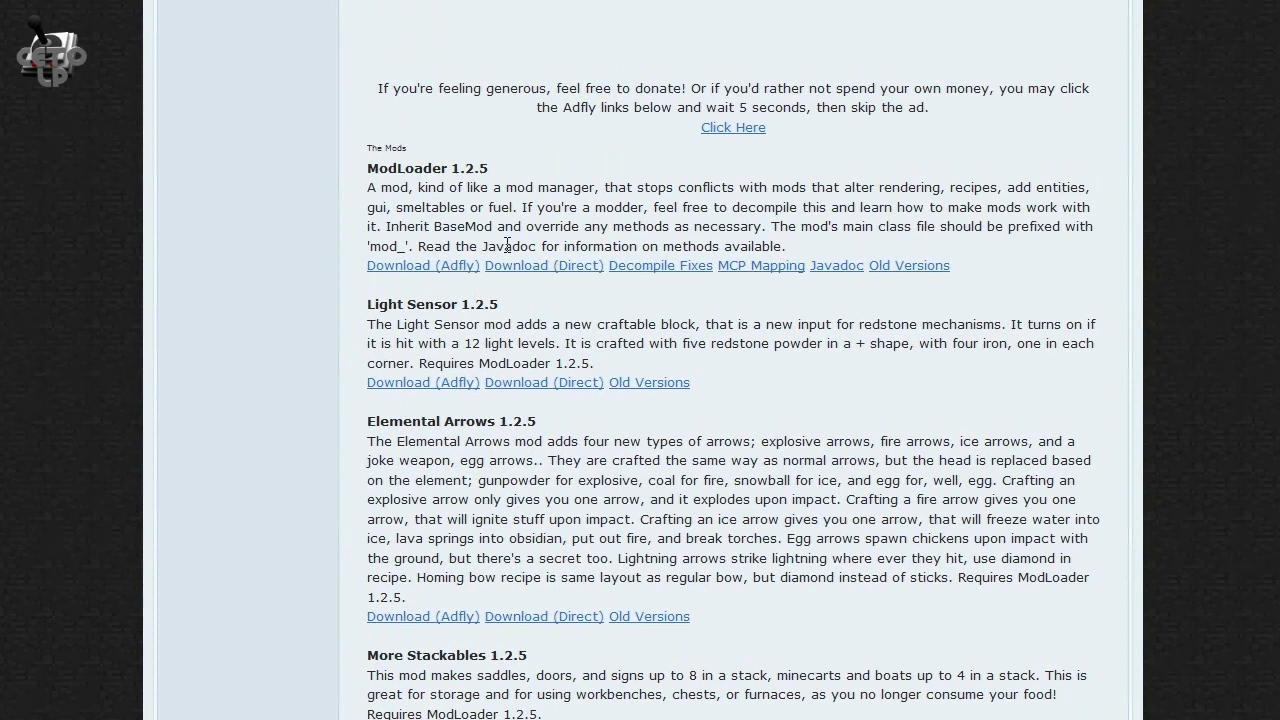 CETO
LP
If you're feeling generous, feel free to donate! Or if you'd rather not spend your own money, you may click
the Adfly links below and wait 5 seconds, then skip the ad.
Click Here
The Mods
ModLoader 1.2.5
A mod, kind of like a mod manager, that stops conflicts with mods that alter rendering, recipes, add entities,
gui, smeltables or fuel. If you're a modder, feel free to decompile this and learn how to make mods work with
it. Inherit BaseMod and override any methods as necessary. The mod's main class file should be prefixed with
'mod_'. Read the Javadoc for information on methods available.
Download (Adfly) Download (Direct) Decompile Fixes MCP Mapping Javadoc Old Versions
Light Sensor 1.2.5
The Light Sensor mod adds a new craftable block, that is a new input for redstone mechanisms. It turns on if
it is hit with a 12 light levels. It is crafted with five redstone powder in a + shape, with four iron, one in each
corner. Requires ModLoader 1.2.5.
Download (Adfly) Download (Direct) Old Versions
Elemental Arrows 1.2.5
The Elemental Arrows mod adds four new types of arrows; explosive arrows, fire arrows, ice arrows, and a
joke weapon, egg arrows.. They are crafted the same way as normal arrows, but the head is replaced based
on the element; gunpowder for explosive, coal for fire, snowball for ice, and egg for, well, egg. Crafting an
explosive arrow only gives you one arrow, and it explodes upon impact. Crafting a fire arrow gives you one
arrow, that will ignite stuff upon impact. Crafting an ice arrow gives you one arrow, that will freeze water into
ice, lava springs into obsidian, put out fire, and break torches. Egg arrows spawn chickens upon impact with
the ground, but there's a secret too. Lightning arrows strike lightning where ever they hit, use diamond in
recipe. Homing bow recipe is same layout as regular bow, but diamond instead of sticks. Requires ModLoader
1.2.5.
Download (Adfly) Download (Direct) Old Versions
More Stackables 1.2.5
This mod makes saddles, doors, and signs up to 8 in a stack, minecarts and boats up to 4 in a stack. This is
great for storage and for using workbenches, chests, or furnaces, as you no longer consume your food!
Requires ModLoader 1.2.5.